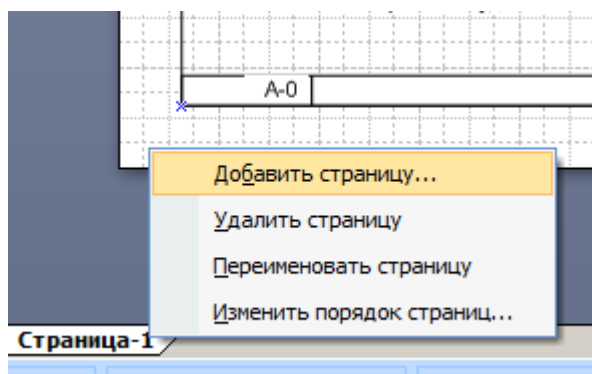 A-0
Добавить страницу...
Удалить страницу
Переименовать страницу
Изменить порядок страниц...
Страница-1